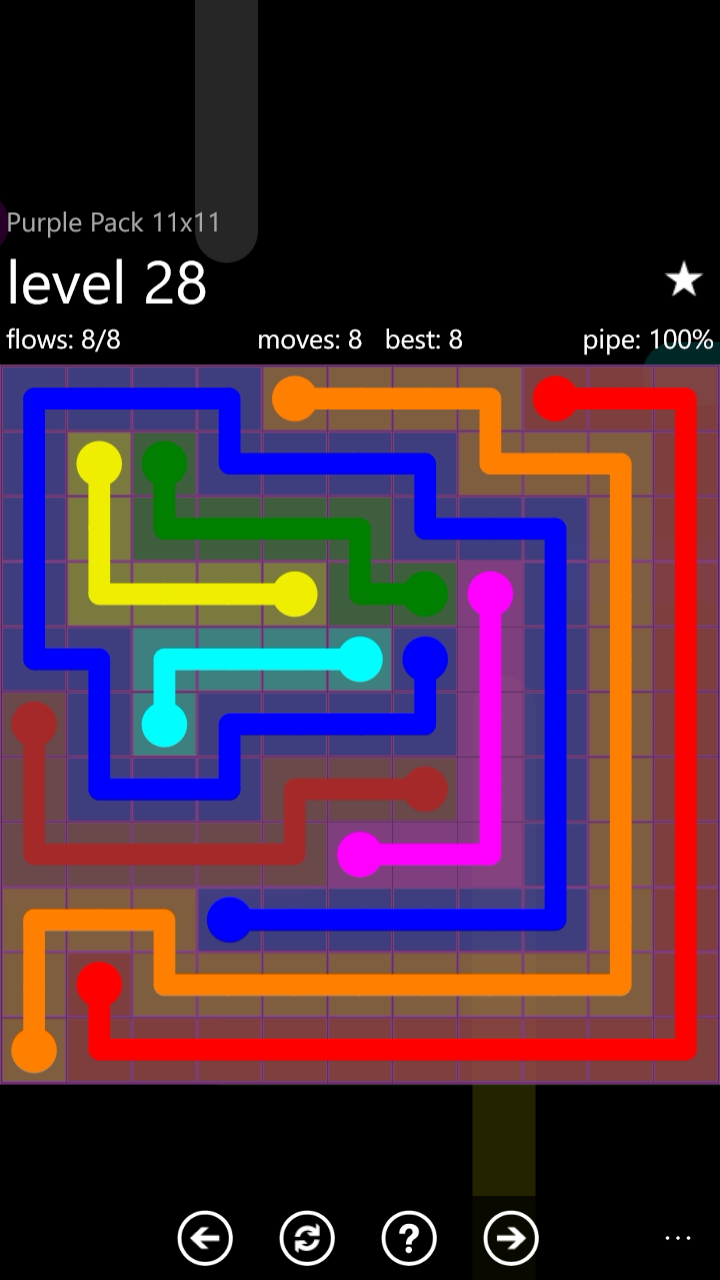 Purple Pack 11x11
level 28
flows: 8/8 moves: 8 best: 8 pipe: 100%
?
...